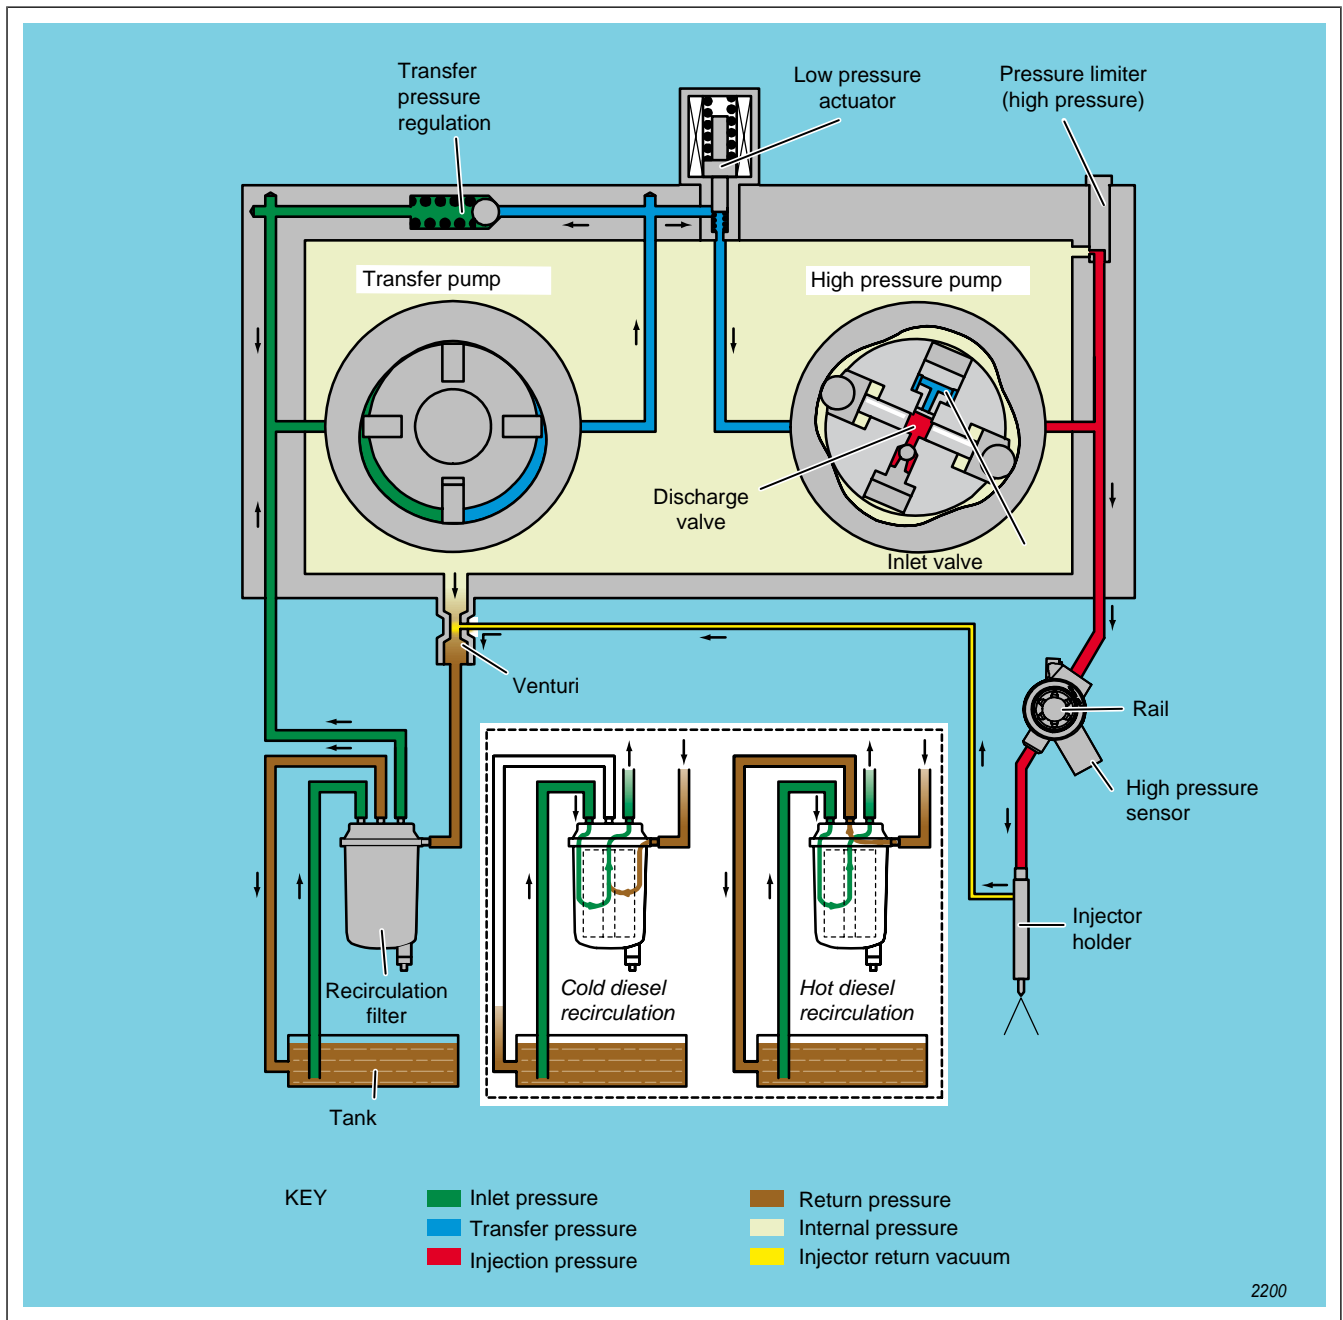 Transfer
pressure
regulation
Low pressure
actuator
Pressure limiter
(high pressure)
Transfer pump
High pressure pump
Discharge
valve
Inlet valve
Venturi
Rail
High pressure
sensor
Injector
holder
Recirculation
filter
Cold diesel
recirculation
Hot diesel
recirculation
Tank
KEY
Inlet pressure
Transfer pressure
Injection pressure
Return pressure
Internal pressure
Injector return vacuum
2200